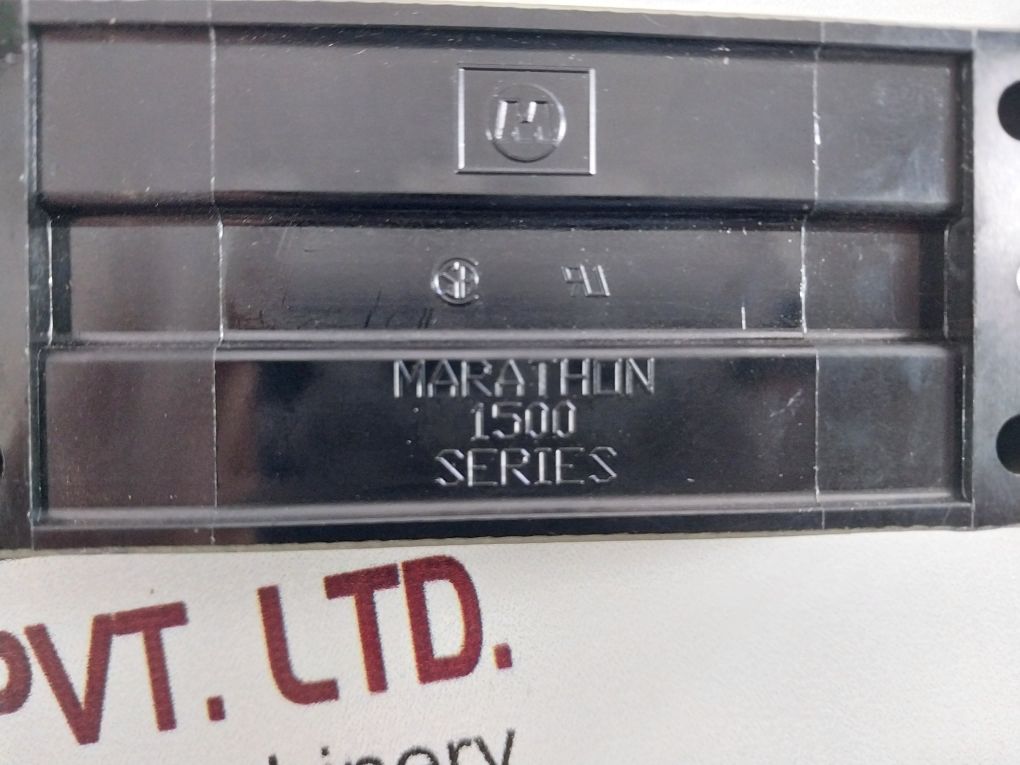 M
MARATHON
1500
SERIES
PVT. LTD.